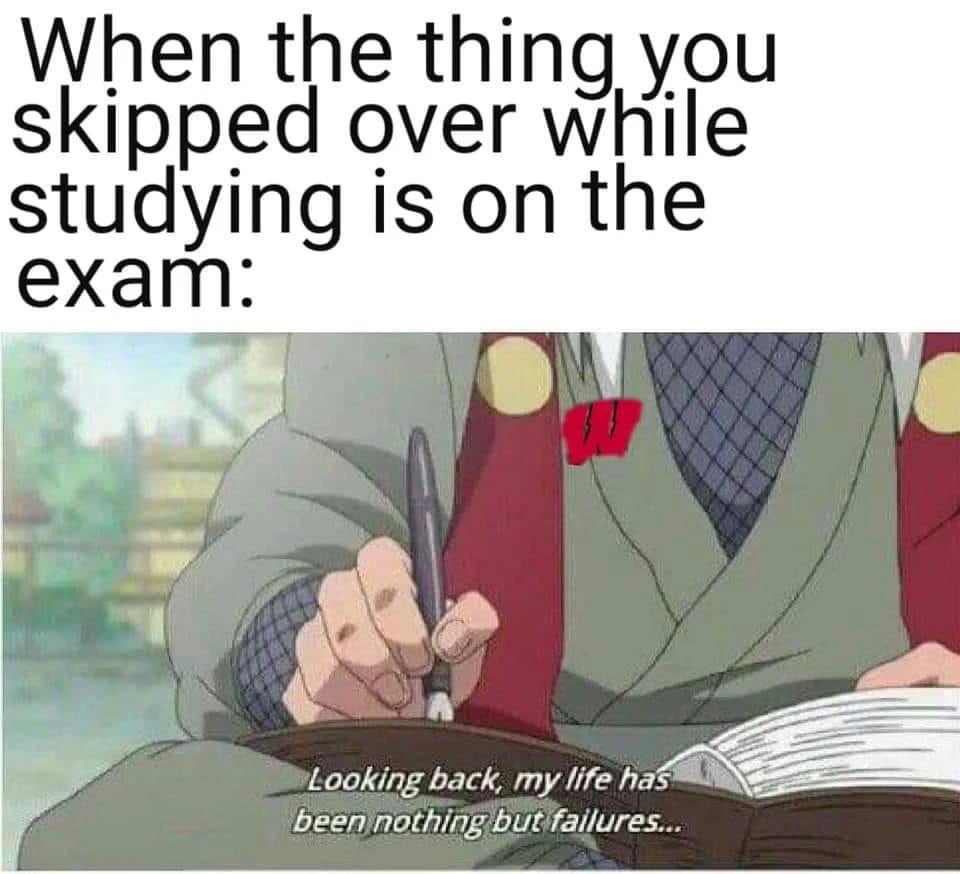 When the thing you
skipped over while
studying is on the
exam:
W
Looking back, my life has
been nothing but failures...